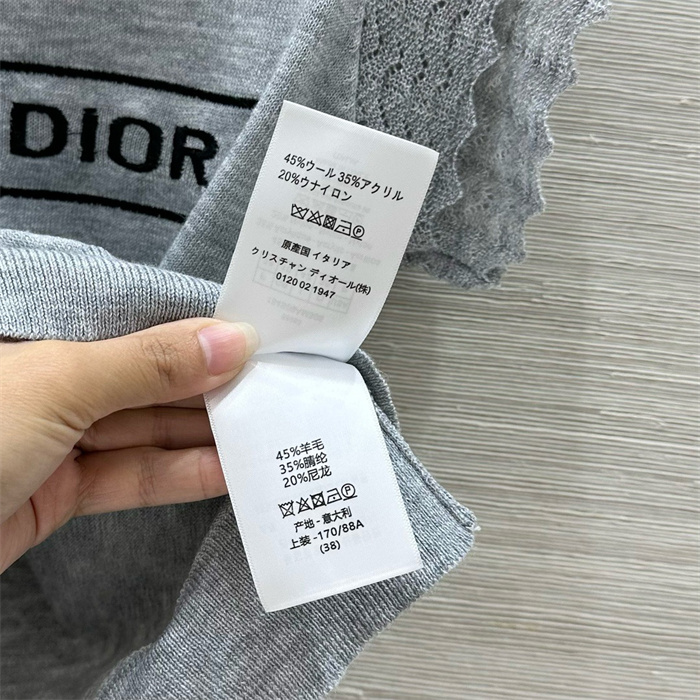 DIOR
45%ウール 35%アクリル
20%ウナイロン
P
原產国 イタリア
クリスチャン ディオール(株)
0120 02 1947
45%羊毛
35%腈纶
20%尼龙
P
产地 - 意大利
上装 -170/88A
(38)